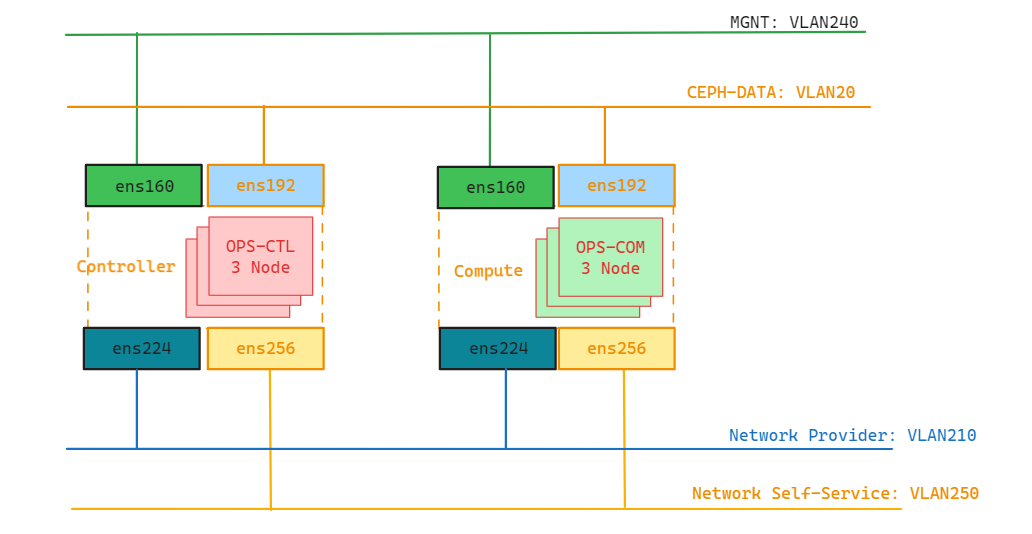 MGNT: VLAN240
CEPH-DATA: VLAN20
ens160
ens192
ens160
ens192
OPS-CTL
3 Node
Controller
OPS-COM
3 Node
Compute
ens224
ens256
ens224
ens256
Network Provider: VLAN210
Network Self-Service: VLAN250